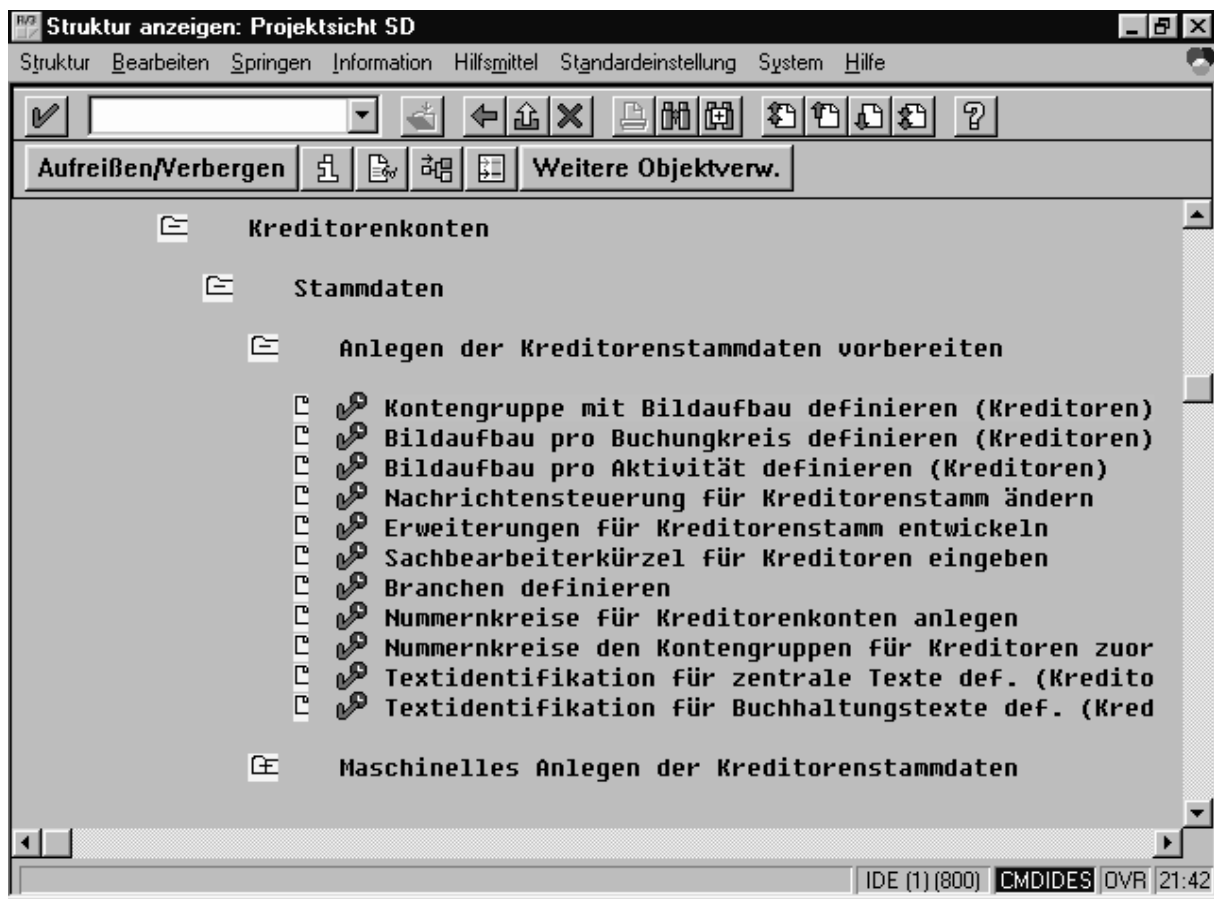 R/3 Struktur anzeigen: Projektsicht SD
Struktur Bearbeiten Springen Information Hilfsmittel Standardeinstellung System Hilfe
Aufreißen/Verbergen Weitere Objektverw.
Kreditorenkonten
Stammdaten
Anlegen der Kreditorenstammdaten vorbereiten
Kontengruppe mit Bildaufbau definieren (Kreditoren)
Bildaufbau pro Buchungkreis definieren (Kreditoren)
Bildaufbau pro Aktivität definieren (Kreditoren)
Nachrichtensteuerung für Kreditorenstamm ändern
Erweiterungen für Kreditorenstamm entwickeln
Sachbearbeiterkürzel für Kreditoren eingeben
Branchen definieren
Nummernkreise für Kreditorenkonten anlegen
Nummernkreise den Kontengruppen für Kreditoren zuor
Textidentifikation für zentrale Texte def. (Kredito
Textidentifikation für Buchhaltungstexte def. (Kred
Maschinelles Anlegen der Kreditorenstammdaten
IDE (1) (800) CMDIDES OVR 21:42